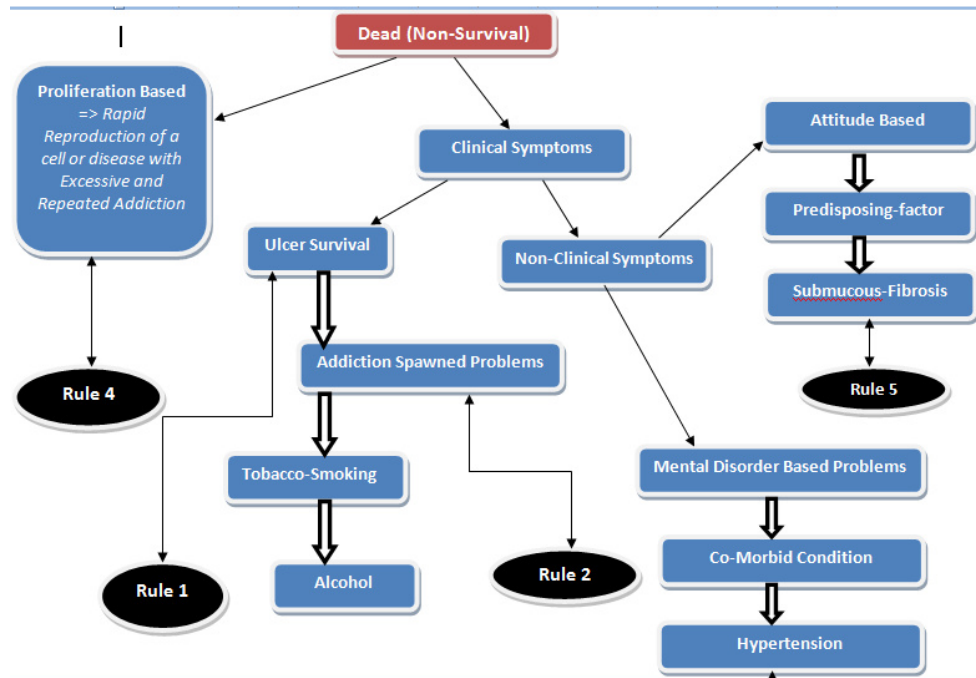 Dead (Non-Survival)
Proliferation Based
=> Rapid
Reproduction of a
cell or disease with
Excessive and
Repeated Addiction
Clinical Symptoms
Attitude Based
Predisposing-factor
Ulcer Survival
Non-Clinical Symptoms
Submucous-Fibrosis
Addiction Spawned Problems
Rule 4
Rule 5
Tobacco-Smoking
Mental Disorder Based Problems
Co-Morbid Condition
Rule 1
Alcohol
Rule 2
Hypertension